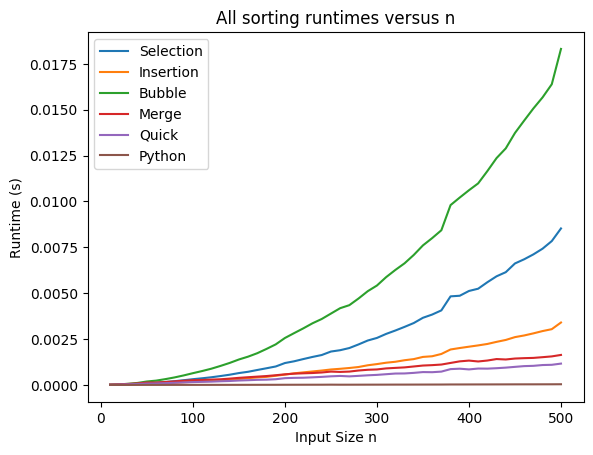 All sorting runtimes versus n
Selection
Insertion
Bubble
Merge
Quick
Python
Runtime (s)
0.0175
0.0150
0.0125
0.0100
0.0075
0.0050
0.0025
0.0000
0 100 200 300 400 500
Input Size n